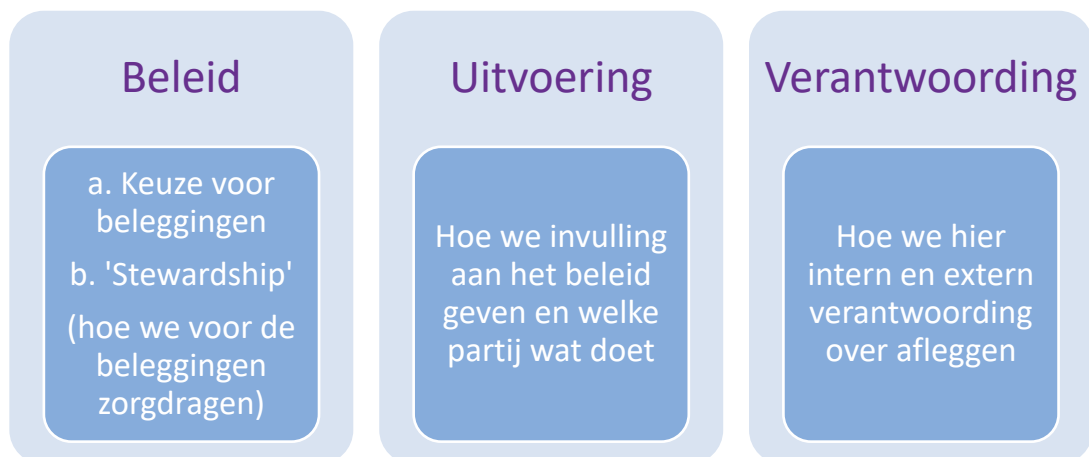 Beleid
a. Keuze voor
beleggingen
b. 'Stewardship'
(hoe we voor de
beleggingen
zorgdragen)
Uitvoering
Hoe we invulling
aan het beleid
geven en welke
partij wat doet
Verantwoording
Hoe we hier
intern en extern
verantwoording
over afleggen